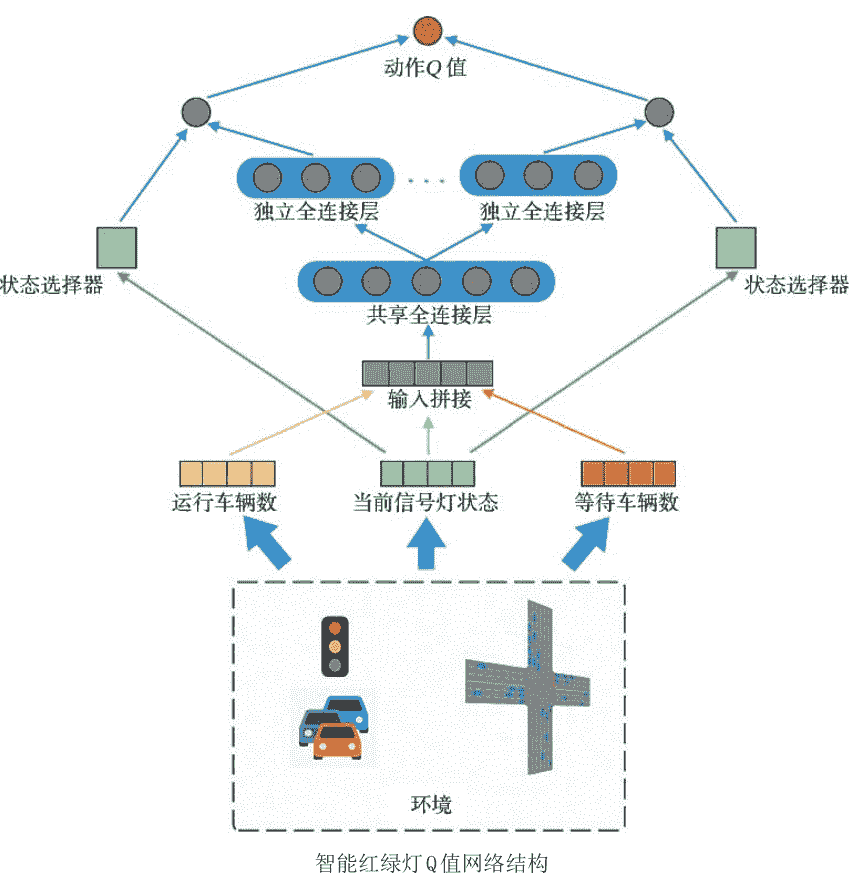 动作Q值
独立全连接层
独立全连接层
状态选择器
状态选择器
共享全连接层
输入拼接
运行车辆数
当前信号灯状态
等待车辆数
环境
智能红绿灯Q值网络结构